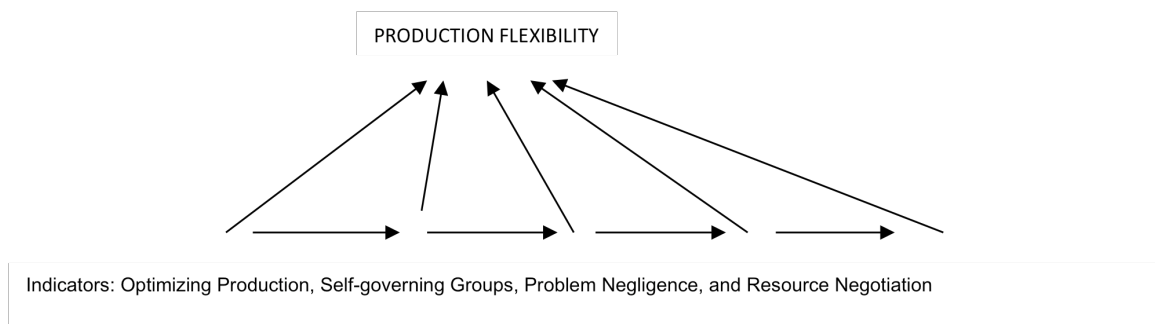 PRODUCTION FLEXIBILITY
Indicators: Optimizing Production, Self-governing Groups, Problem Negligence, and Resource Negotiation